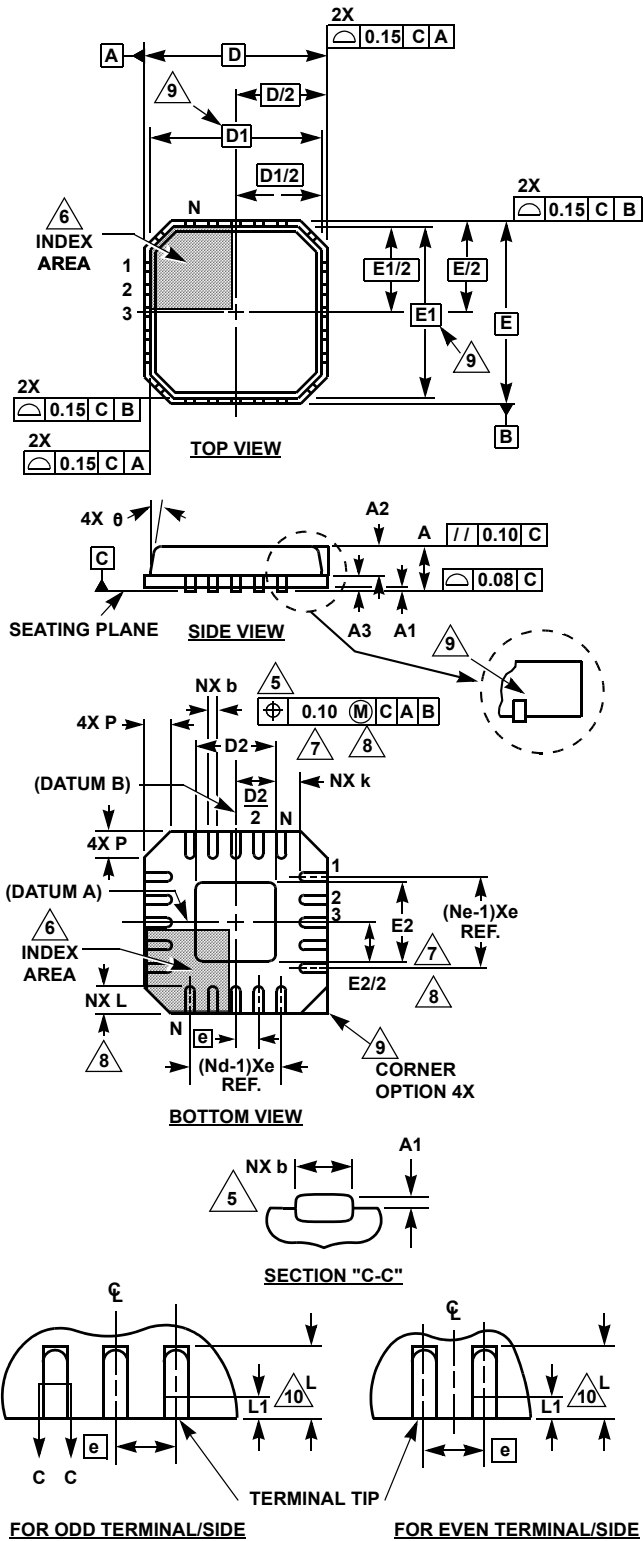 2X
0.15 C A
A
D
D/2
9
D1
D1/2
2X
0.15 C B
6
INDEX
AREA
N
1
2
3
E1/2
E/2
E1
E
9
2X
0.15 C B
2X
0.15 C A
B
TOP VIEW
4X θ
A2
A
// 0.10 C
C
0.08 C
SEATING PLANE
SIDE VIEW
A3
A1
9
NX b
5
0.10 M C A B
4X P
D2
7
8
(DATUM B)
D2
2
N
NX k
4X P
1
(DATUM A)
2
3
(Ne-1)Xe
REF.
6
INDEX
AREA
E2
7
E2/2
8
NX L
8
N
e
(Nd-1)Xe
REF.
9
CORNER
OPTION 4X
BOTTOM VIEW
NX b
A1
5
SECTION "C-C"
CL
CL
L1
10
L
L1
10
L
e
e
C
C
TERMINAL TIP
FOR ODD TERMINAL/SIDE
FOR EVEN TERMINAL/SIDE